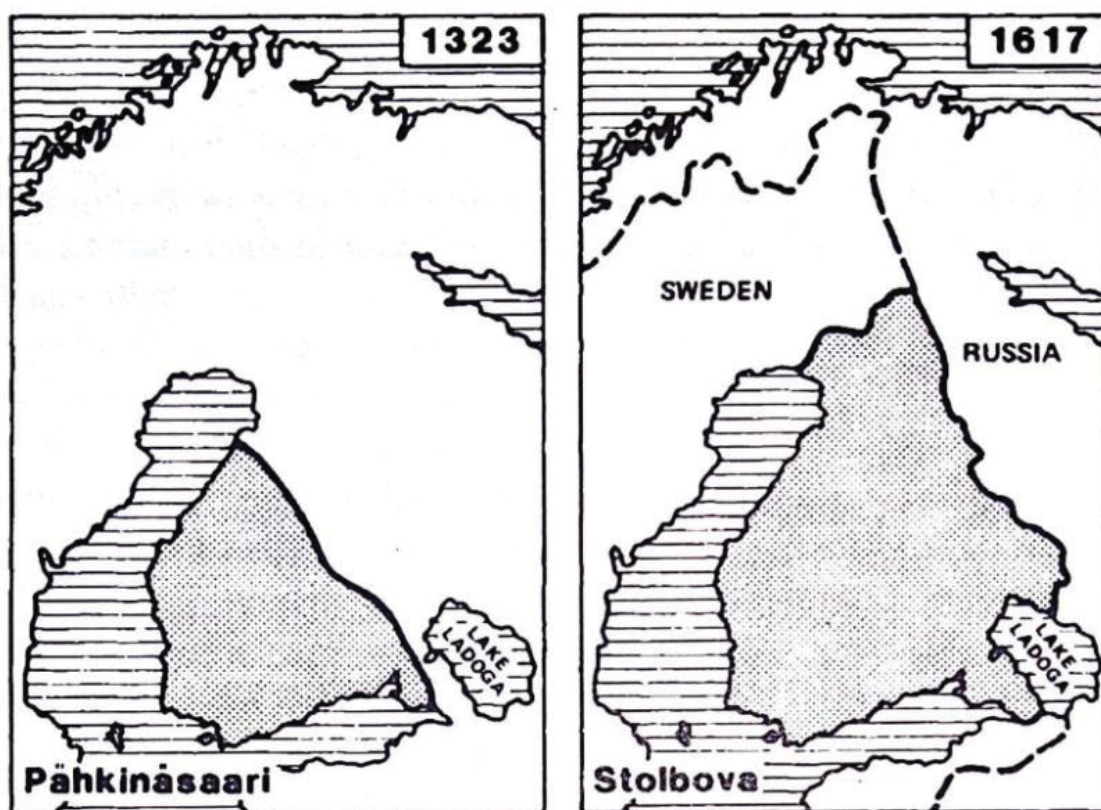 1323
LAKE
LADOGA
Pähkinäsaari
1617
SWEDEN
RUSSIA
LAKE
LADOGA
Stolbova